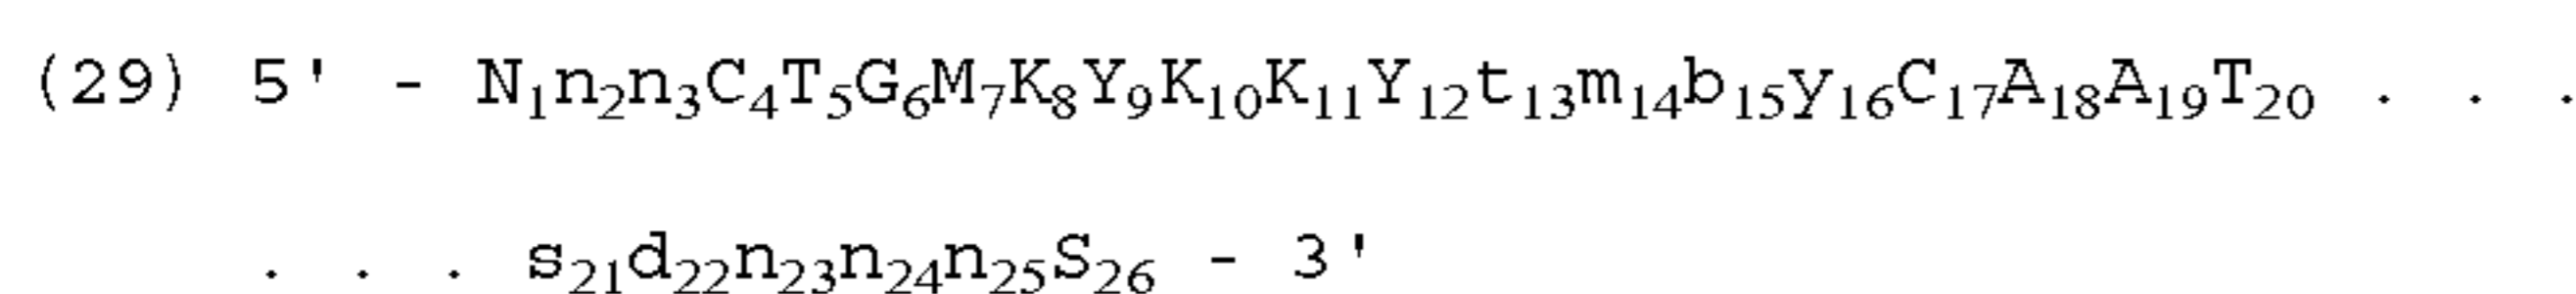 (29) 5' - N₁n₂n₃C₄T₅G₆M₇K₈Y₉K₁₀K₁₁Y₁₂t₁₃m₁₄b₁₅y₁₆C₁₇A₁₈A₁₉T₂₀ . . .
. . . s₂₁d₂₂n₂₃n₂₄n₂₅S₂₆ - 3'